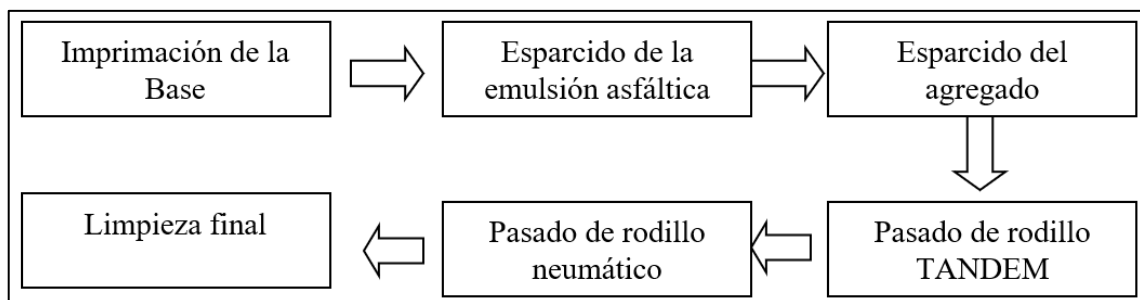 Imprimación de la
Base
Esparcido de la
emulsión asfáltica
Esparcido del
agregado
Pasado de rodillo
TANDEM
Pasado de rodillo
neumático
Limpieza final